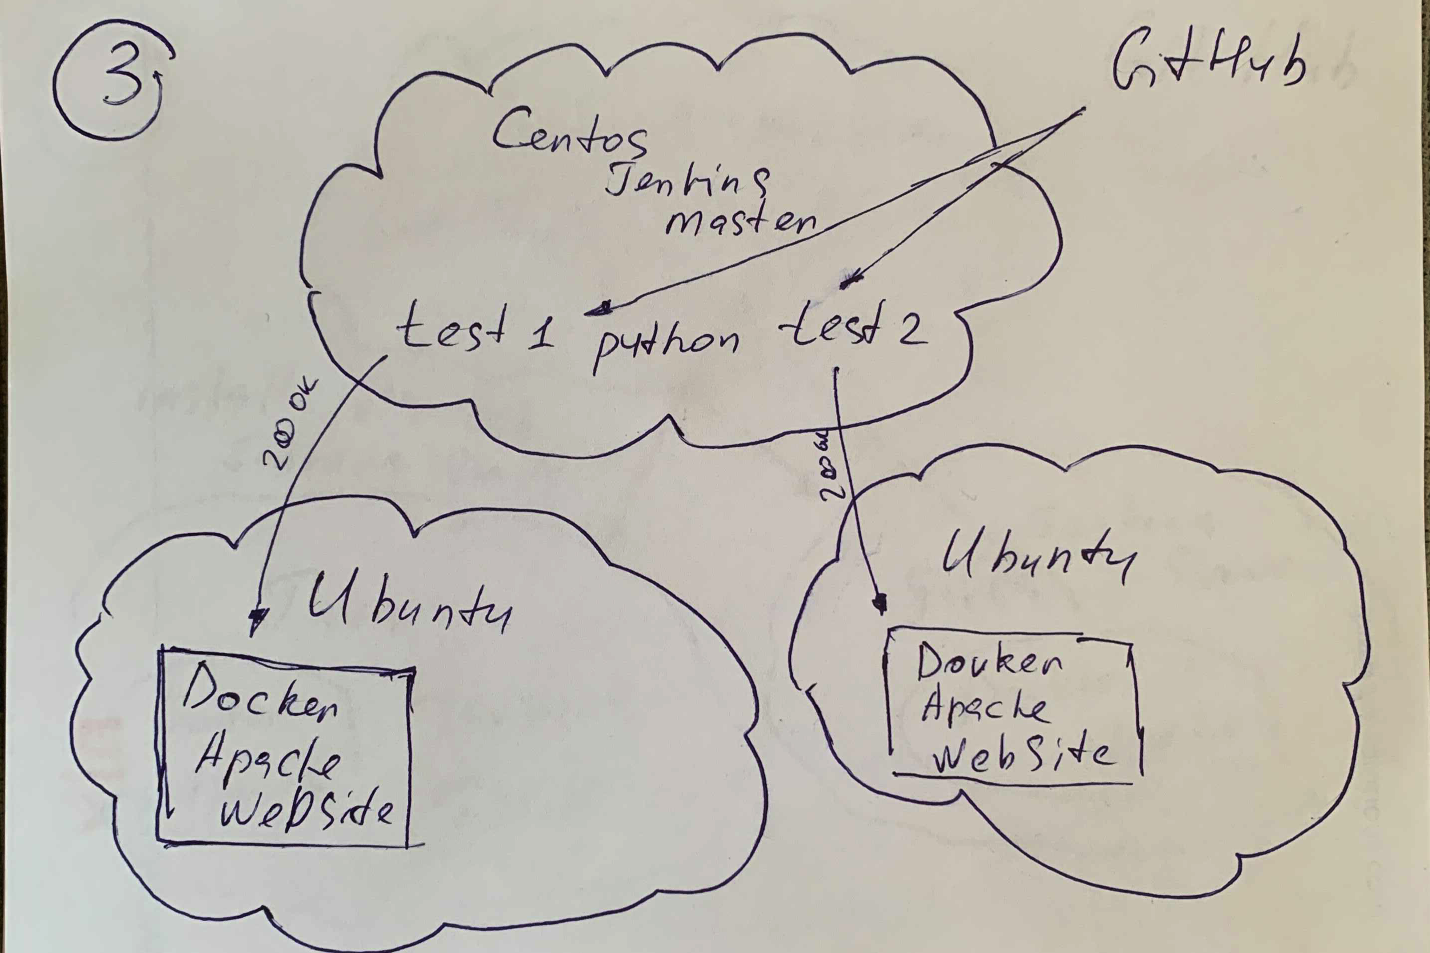 3
GitHub
Centos
Jenkins
master
test 1 python test 2
200 OK
200 OK
Ubuntu
Docker
Apache
WebSite
Ubuntu
Docker
Apache
WebSite